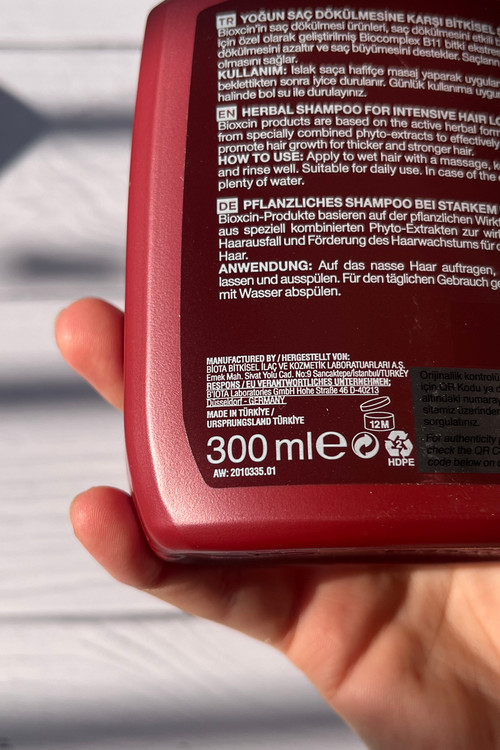 TR YOĞUN SAÇ DÖKÜLMESİNE KARŞI BİTKİSEL
Bioxcin'in saç dökülmesi ürünleri, saç dökülmesini etkili
için özel olarak geliştirilmiş Biocomplex B11 bitki
dökülmesini azaltır ve saç büyümesini destekler. Saçların
olmasını sağlar.
KULLANIM: Islak saça hafifçe masaj yaparak
beklettikten sonra iyice durulanır. Günlük kullanıma
halinde bol su ile durulayınız.
EN HERBAL SHAMPOO FOR INTENSIVE HAIR
Bioxcin products are based on the active herbal
from specially combined phyto-extracts to effectively
promote hair growth for thicker and stronger hair.
HOW TO USE: Apply to wet hair with a massage,
and rinse well. Suitable for daily use. In case of the
plenty of water.
DE PFLANZLICHES SHAMPOO BEI STARKEM
Bioxcin-Produkte basieren auf der pflanzlichen
aus speziell kombinierten Phyto-Extrakten zur
Haarausfall und Förderung des Haarwachstums für
Haar.
ANWENDUNG: Auf das nasse Haar auftragen,
lassen und ausspülen. Für den täglichen Gebrauch
mit Wasser abspülen.
MANUFACTURED BY / HERGESTELLT VON:
BİOTA BİTKİSEL İLAÇ VE KOZMETİK LABORATUARLARI A.Ş.
Emek Mah. Sivat Yolu Cad. No:9 Sancaktepe/İstanbul/TURKEY
RESPONS / EU VERANTWORTLICHES UNTERNEHMEN:
B'IOTA Laboratories GmbH Hohe Straße 46 D-40213
Düsseldorf - GERMANY
MADE IN TÜRKİYE /
URSPRUNGSLAND TÜRKİYE
12M
300 ml e
2
HDPE
AW: 2010335.01
Orijinallik kontrolü
için QR Kodu ya da
altındaki numarayı
sitemiz üzerinden
sorgulatınız.
For authenticity
check the QR
code below on